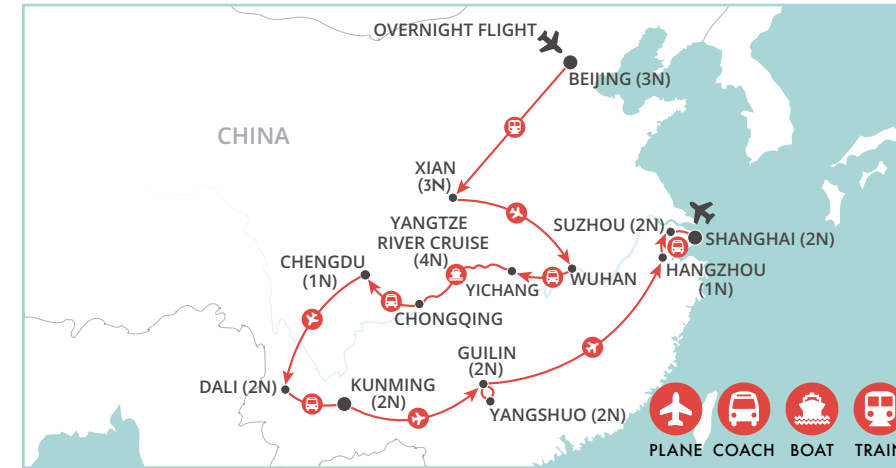 OVERNIGHT FLIGHT
BEIJING (3N)
CHINA
XIAN
(3N)
YANGTZE
RIVER CRUISE
(4N)
SUZHOU (2N)
SHANGHAI (2N)
CHENGDU
(1N)
HANGZHOU
(1N)
YICHANG
WUHAN
CHONGQING
GUILIN
(2N)
DALI (2N)
KUNMING
(2N)
YANGSHUO (2N)
PLANE
COACH
BOAT
TRAIN